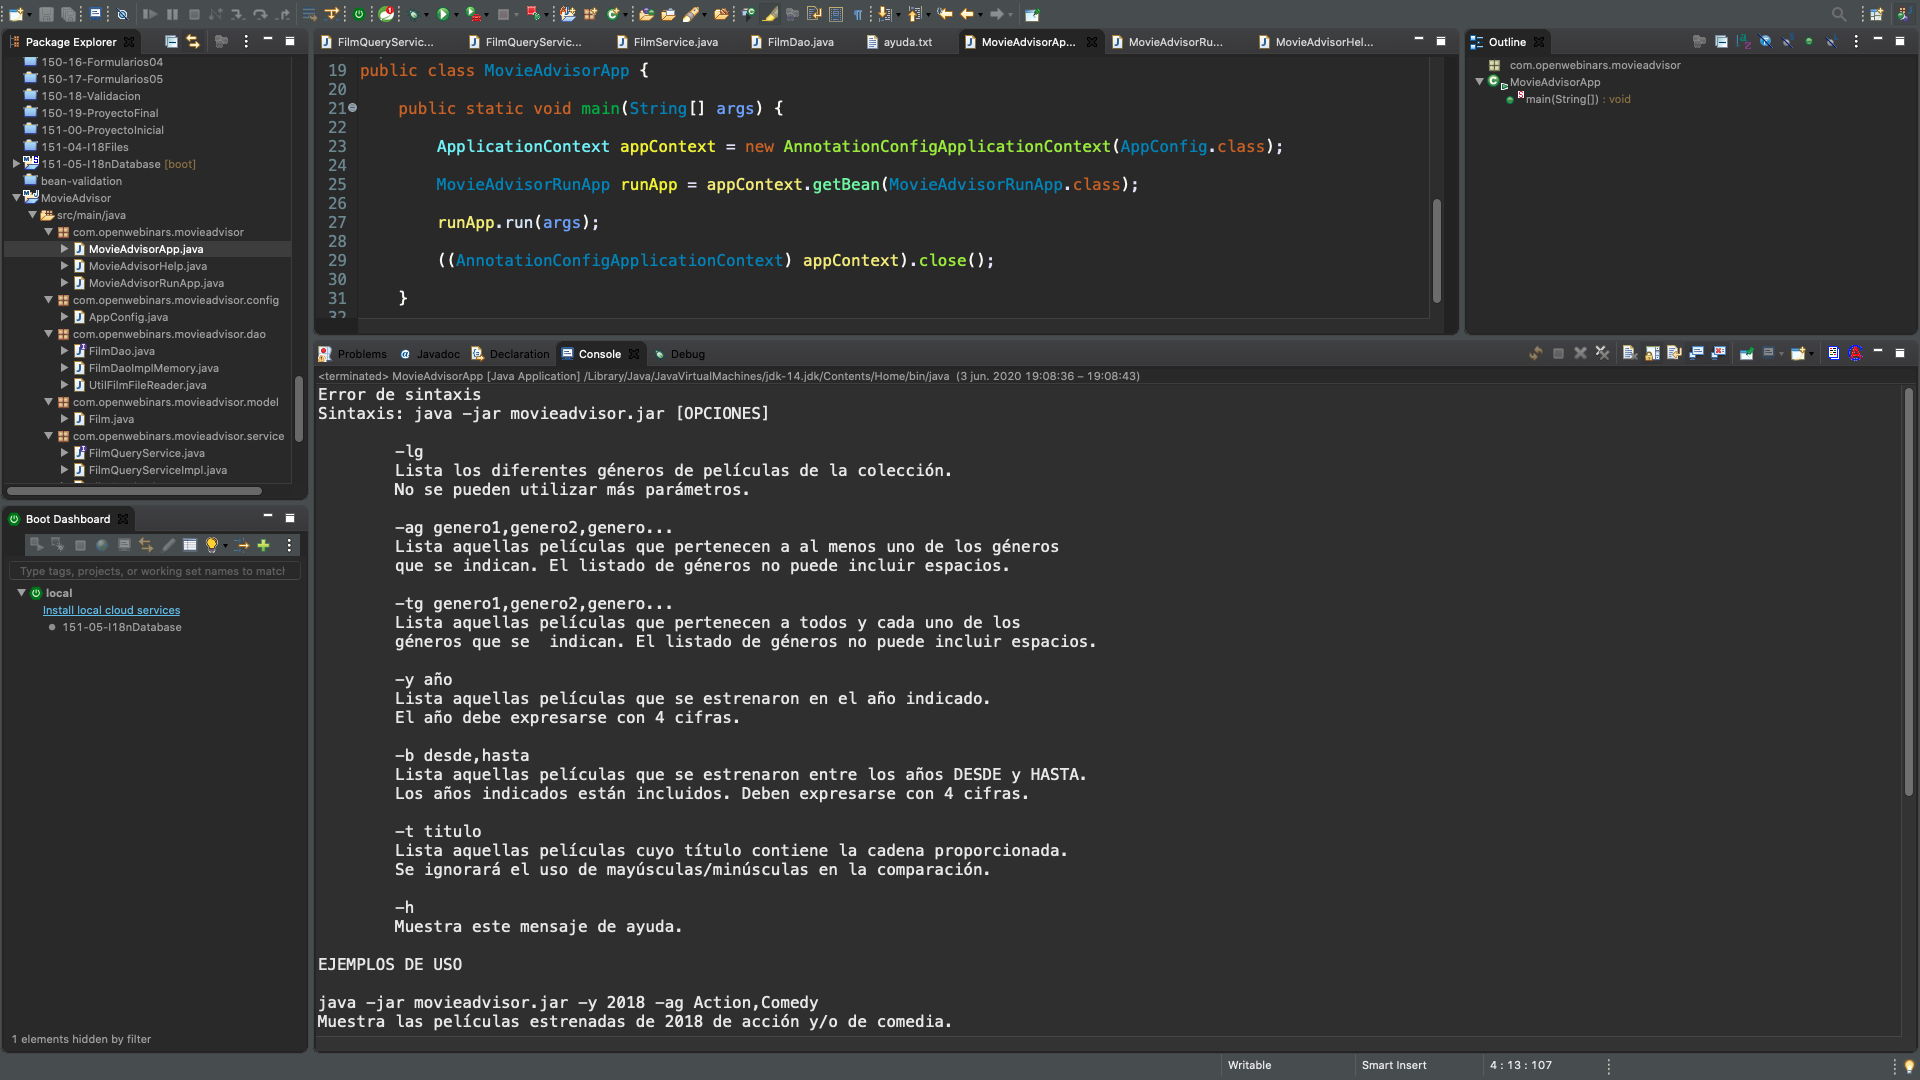 Package Explorer
150-16-Formularios04
150-17-Formularios05
150-18-Validacion
150-19-ProyectoFinal
151-00-ProyectoInicial
151-04-I18Files
151-05-I18nDatabase [boot]
bean-validation
MovieAdvisor
src/main/java
com.openwebinars.movieadvisor
MovieAdvisorApp.java
MovieAdvisorHelp.java
MovieAdvisorRunApp.java
com.openwebinars.movieadvisor.config
AppConfig.java
com.openwebinars.movieadvisor.dao
FilmDao.java
FilmDaoImplMemory.java
UtilFilmFileReader.java
com.openwebinars.movieadvisor.model
Film.java
com.openwebinars.movieadvisor.service
FilmQueryService.java
FilmQueryServiceImpl.java
Boot Dashboard
Type tags, projects, or working set names to match
local
Install local cloud services
151-05-I18nDatabase
1 elements hidden by filter
FilmQueryServic... FilmQueryServic... FilmService.java FilmDao.java ayuda.txt MovieAdvisorAp... MovieAdvisorRu... MovieAdvisorHel...
19 public class MovieAdvisorApp {
20
21 public static void main(String[] args) {
22
23 ApplicationContext appContext = new AnnotationConfigApplicationContext(AppConfig.class);
24
25 MovieAdvisorRunApp runApp = appContext.getBean(MovieAdvisorRunApp.class);
26
27 runApp.run(args);
28
29 ((AnnotationConfigApplicationContext) appContext).close();
30
31 }
32
Outline
com.openwebinars.movieadvisor
MovieAdvisorApp
main(String[]) : void
Problems Javadoc Declaration Console Debug
<terminated> MovieAdvisorApp [Java Application] /Library/Java/JavaVirtualMachines/jdk-14.jdk/Contents/Home/bin/java (3 jun. 2020 19:08:36 – 19:08:43)
Error de sintaxis
Sintaxis: java -jar movieadvisor.jar [OPCIONES]
-lg
Lista los diferentes géneros de películas de la colección.
No se pueden utilizar más parámetros.
-ag genero1,genero2,genero...
Lista aquellas películas que pertenecen a al menos uno de los géneros
que se indican. El listado de géneros no puede incluir espacios.
-tg genero1,genero2,genero...
Lista aquellas películas que pertenecen a todos y cada uno de los
géneros que se  indican. El listado de géneros no puede incluir espacios.
-y año
Lista aquellas películas que se estrenaron en el año indicado.
El año debe expresarse con 4 cifras.
-b desde,hasta
Lista aquellas películas que se estrenaron entre los años DESDE y HASTA.
Los años indicados están incluidos. Deben expresarse con 4 cifras.
-t titulo
Lista aquellas películas cuyo título contiene la cadena proporcionada.
Se ignorará el uso de mayúsculas/minúsculas en la comparación.
-h
Muestra este mensaje de ayuda.
EJEMPLOS DE USO
java -jar movieadvisor.jar -y 2018 -ag Action,Comedy
Muestra las películas estrenadas de 2018 de acción y/o de comedia.
Writable Smart Insert 4 : 13 : 107